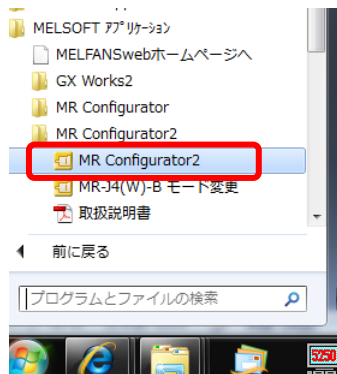 MELSOFT ｱﾌﾟﾘｹｰｼｮﾝ
MELFANSwebホームページへ
GX Works2
MR Configurator
MR Configurator2
MR Configurator2
MR-J4(W)-B モード変更
取扱説明書
前に戻る
プログラムとファイルの検索
5250